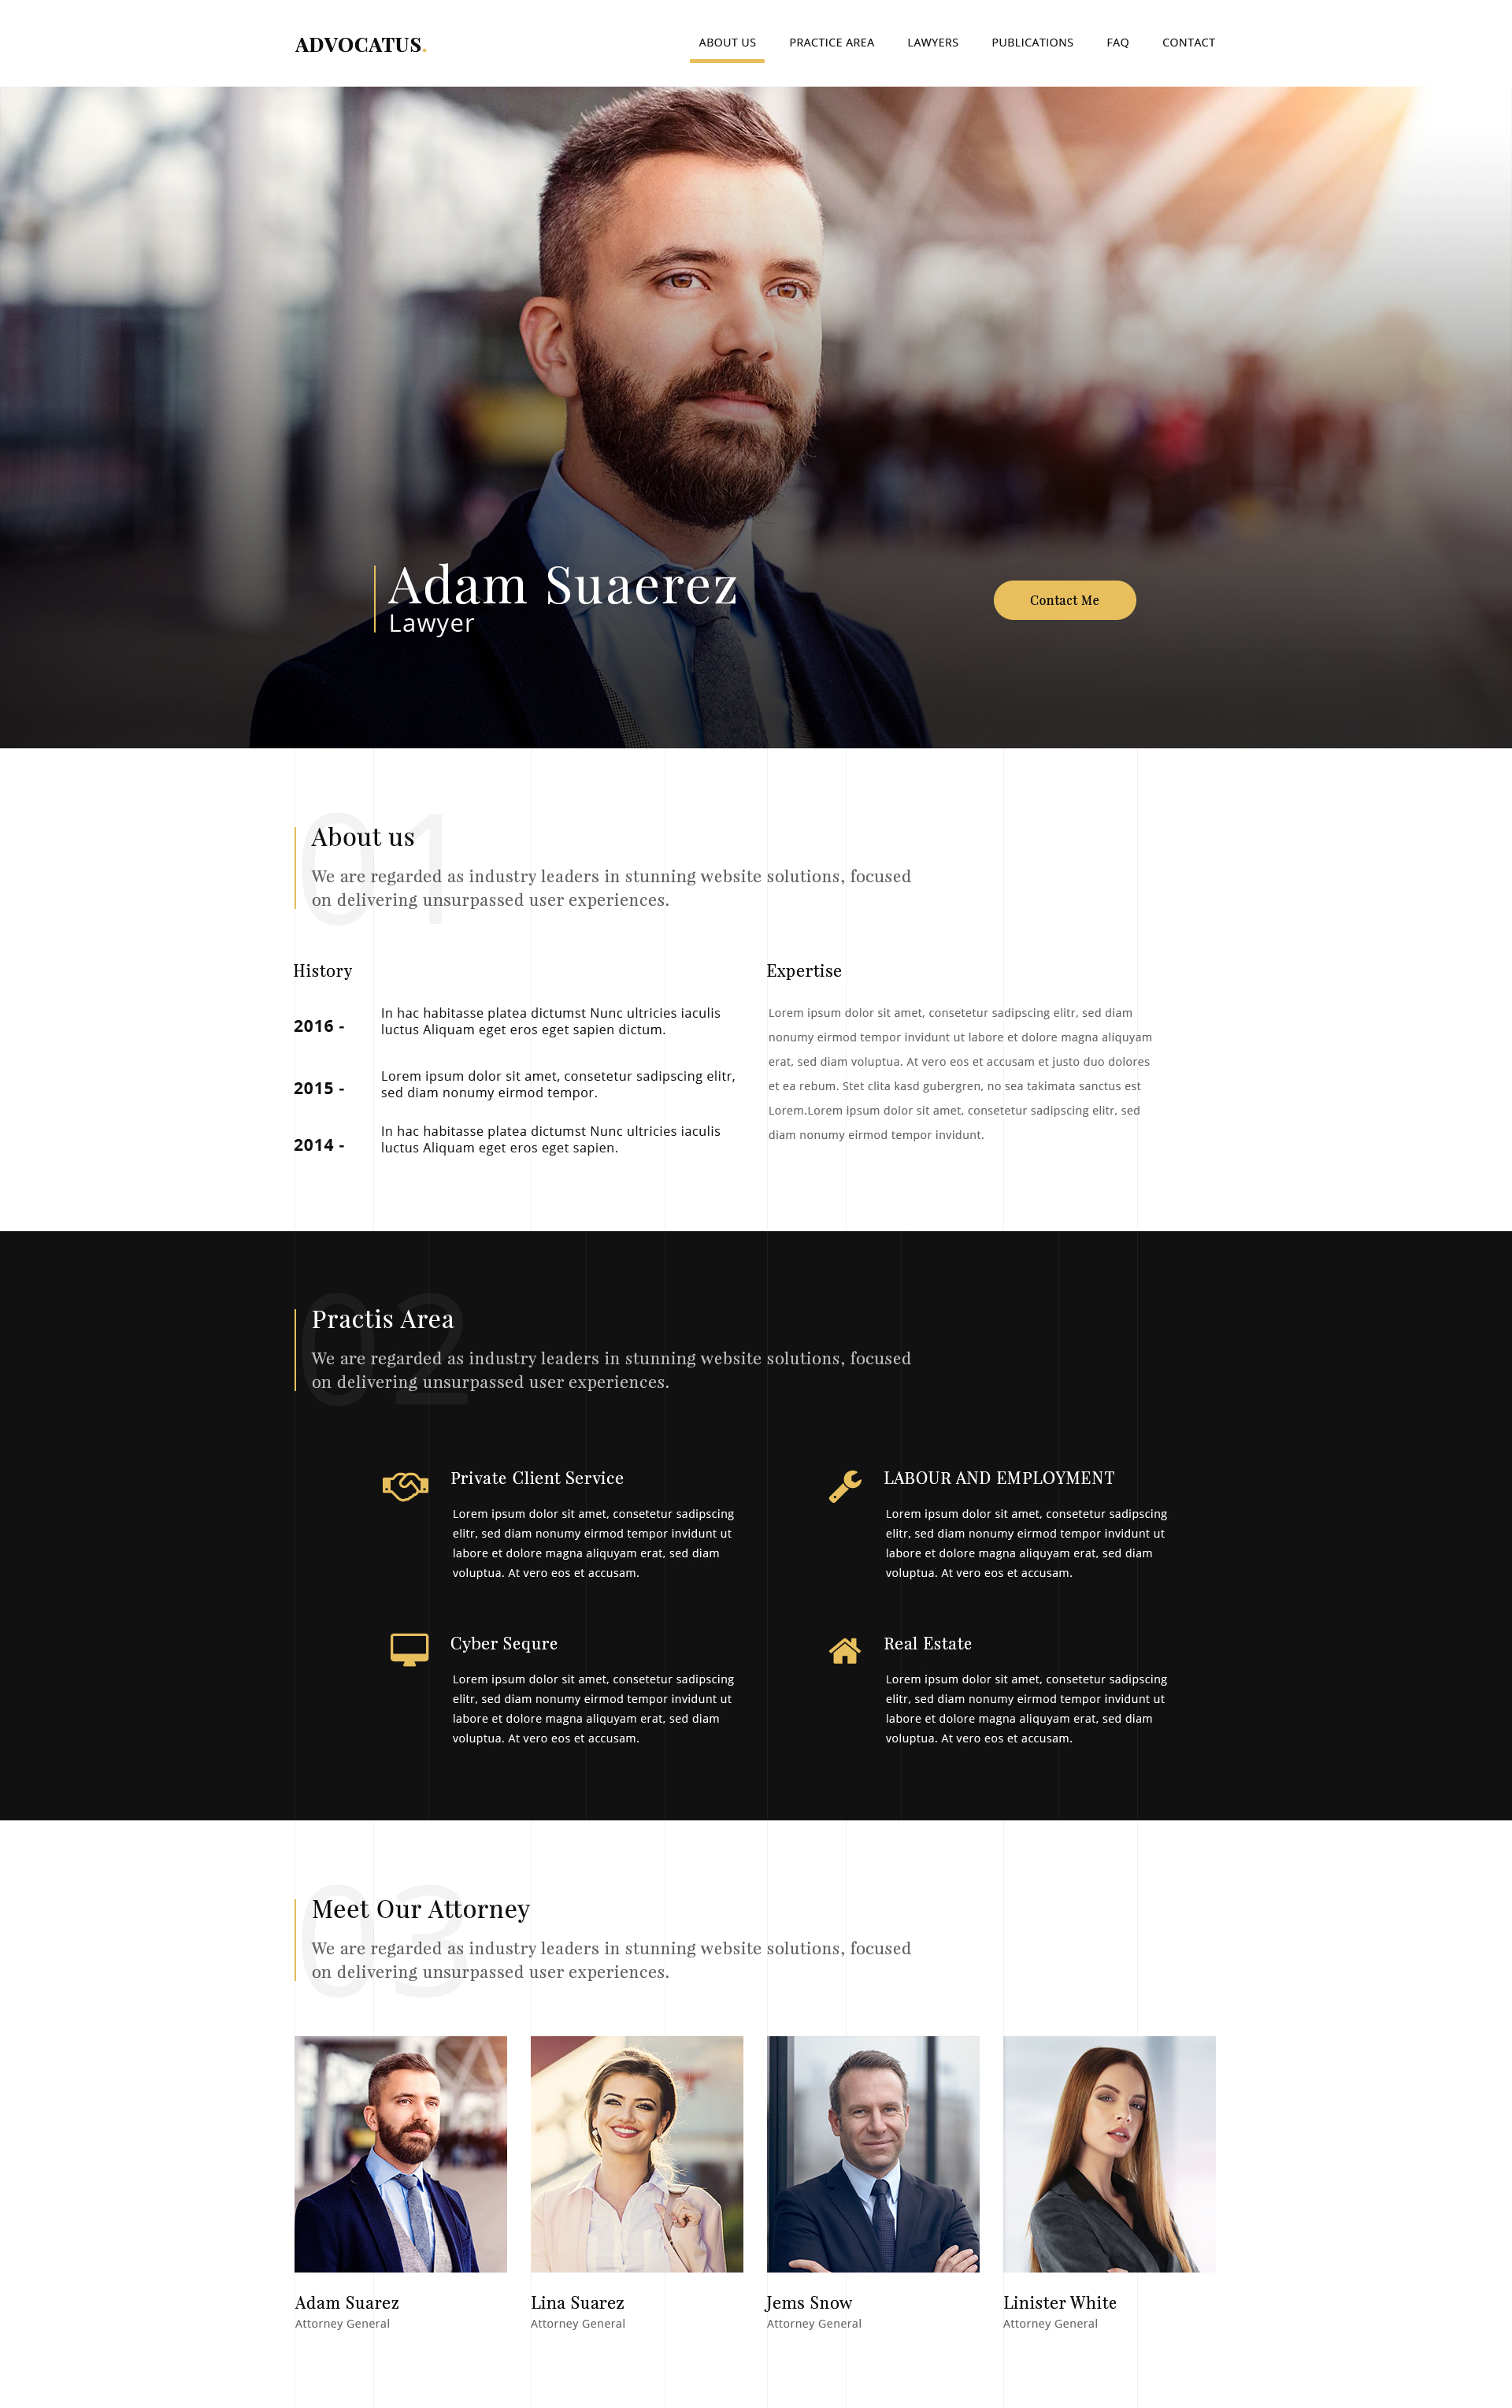 ADVOCATUS.
ABOUT US
PRACTICE AREA
LAWYERS
PUBLICATIONS
FAQ
CONTACT
Adam Suaerez
Lawyer
Contact Me
01
About us
We are regarded as industry leaders in stunning website solutions, focused
on delivering unsurpassed user experiences.
History
2016 -
In hac habitasse platea dictumst Nunc ultricies iaculis
luctus Aliquam eget eros eget sapien dictum.
2015 -
Lorem ipsum dolor sit amet, consetetur sadipscing elitr,
sed diam nonumy eirmod tempor.
2014 -
In hac habitasse platea dictumst Nunc ultricies iaculis
luctus Aliquam eget eros eget sapien.
Expertise
Lorem ipsum dolor sit amet, consetetur sadipscing elitr, sed diam
nonumy eirmod tempor invidunt ut labore et dolore magna aliquyam
erat, sed diam voluptua. At vero eos et accusam et justo duo dolores
et ea rebum. Stet clita kasd gubergren, no sea takimata sanctus est
Lorem.Lorem ipsum dolor sit amet, consetetur sadipscing elitr, sed
diam nonumy eirmod tempor invidunt.
02
Practis Area
We are regarded as industry leaders in stunning website solutions, focused
on delivering unsurpassed user experiences.
Private Client Service
Lorem ipsum dolor sit amet, consetetur sadipscing
elitr, sed diam nonumy eirmod tempor invidunt ut
labore et dolore magna aliquyam erat, sed diam
voluptua. At vero eos et accusam.
LABOUR AND EMPLOYMENT
Lorem ipsum dolor sit amet, consetetur sadipscing
elitr, sed diam nonumy eirmod tempor invidunt ut
labore et dolore magna aliquyam erat, sed diam
voluptua. At vero eos et accusam.
Cyber Sequre
Lorem ipsum dolor sit amet, consetetur sadipscing
elitr, sed diam nonumy eirmod tempor invidunt ut
labore et dolore magna aliquyam erat, sed diam
voluptua. At vero eos et accusam.
Real Estate
Lorem ipsum dolor sit amet, consetetur sadipscing
elitr, sed diam nonumy eirmod tempor invidunt ut
labore et dolore magna aliquyam erat, sed diam
voluptua. At vero eos et accusam.
03
Meet Our Attorney
We are regarded as industry leaders in stunning website solutions, focused
on delivering unsurpassed user experiences.
Adam Suarez
Attorney General
Lina Suarez
Attorney General
Jems Snow
Attorney General
Linister White
Attorney General